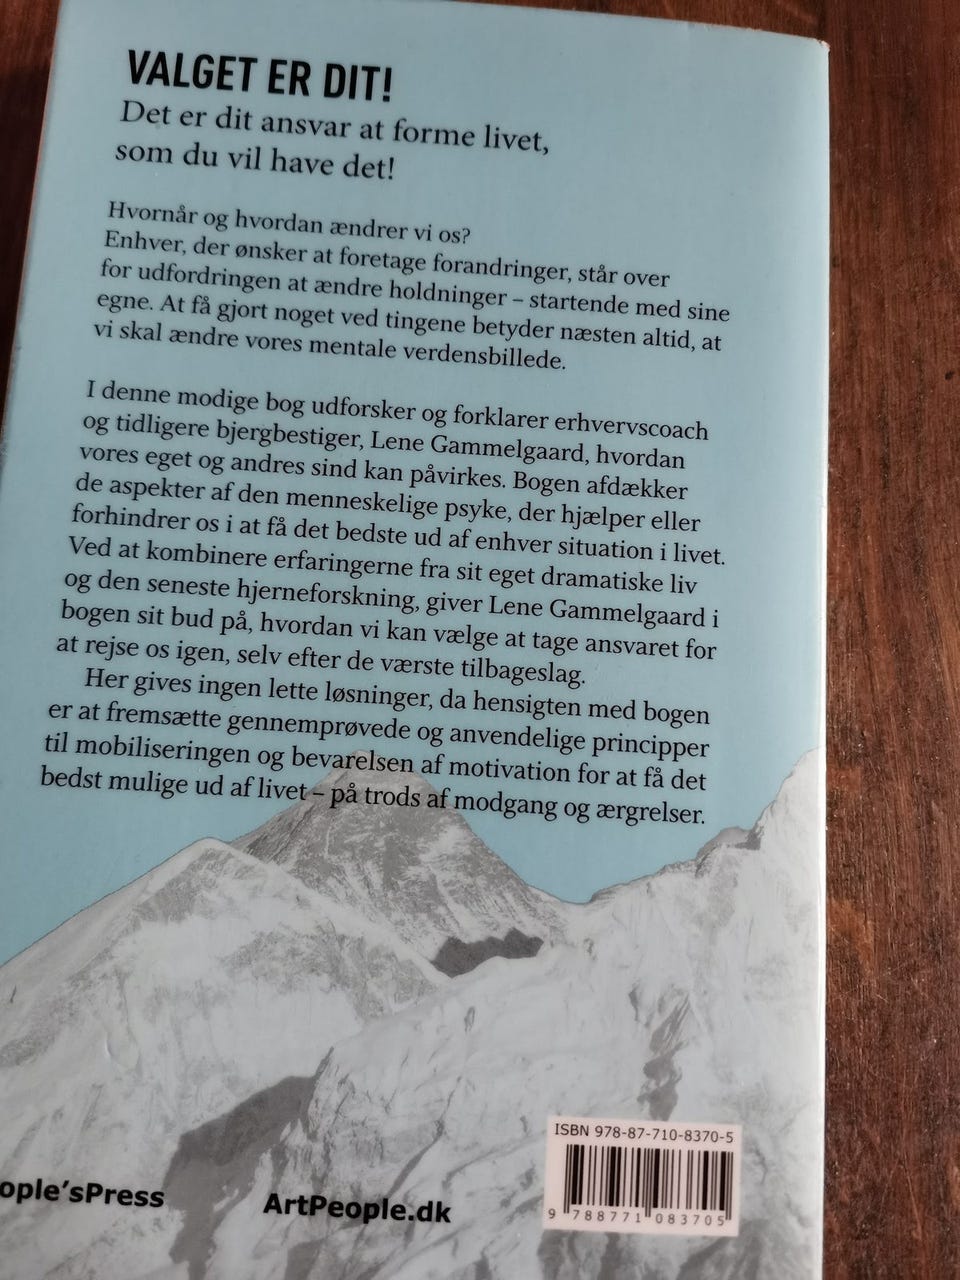 VALGET ER DIT!
Det er dit ansvar at forme livet,
som du vil have det!
Hvornår og hvordan ændrer vi os?
Enhver, der ønsker at foretage forandringer, står over
for udfordringen at ændre holdninger – startende med sine
egne. At få gjort noget ved tingene betyder næsten altid, at
vi skal ændre vores mentale verdensbillede.
I denne modige bog udforsker og forklarer erhvervscoach
og tidligere bjergbestiger, Lene Gammelgaard, hvordan
vores eget og andres sind kan påvirkes. Bogen afdækker
de aspekter af den menneskelige psyke, der hjælper eller
forhindrer os i at få det bedste ud af enhver situation i livet.
Ved at kombinere erfaringerne fra sit eget dramatiske liv
og den seneste hjerneforskning, giver Lene Gammelgaard i
bogen sit bud på, hvordan vi kan vælge at tage ansvaret for
at rejse os igen, selv efter de værste tilbageslag.
Her gives ingen lette løsninger, da hensigten med bogen
er at fremsætte gennemprøvede og anvendelige principper
til mobiliseringen og bevarelsen af motivation for at få det
bedst mulige ud af livet – på trods af modgang og ærgrelser.
ISBN 978-87-710-8370-5
9 788771 083705
ople'sPress
ArtPeople.dk